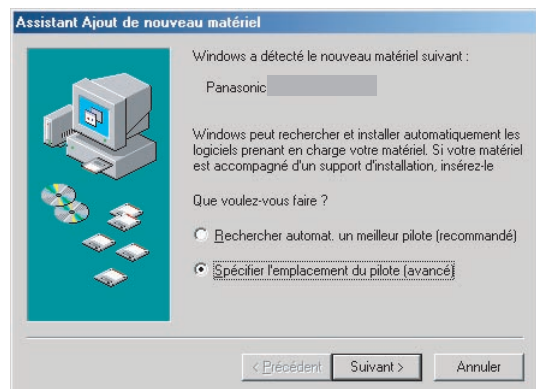 Assistant Ajout de nouveau matériel
Windows a détecté le nouveau matériel suivant :
Panasonic
Windows peut rechercher et installer automatiquement les
logiciels prenant en charge votre matériel. Si votre matériel
est accompagné d'un support d'installation, insérez-le
Que voulez-vous faire ?
Rechercher automat. un meilleur pilote (recommandé)
Spécifier l'emplacement du pilote (avancé)
< Précédent Suivant > Annuler